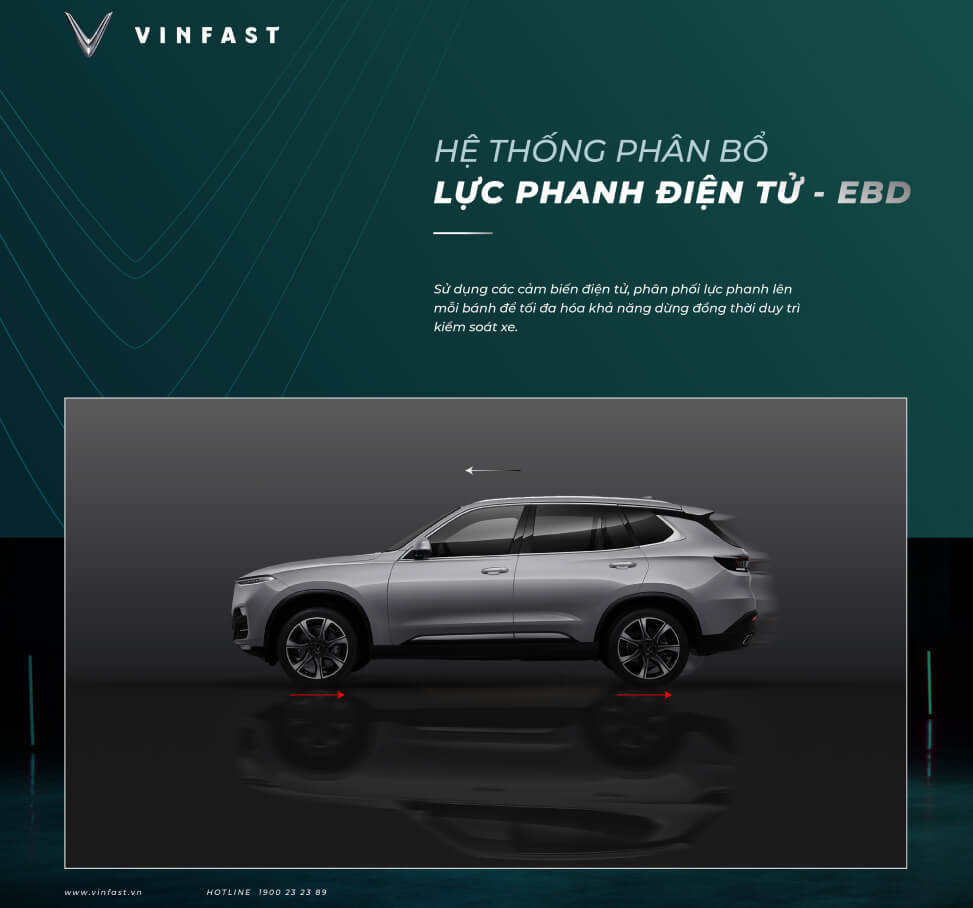 VINFAST
HỆ THỐNG PHÂN BỔ
LỰC PHANH ĐIỆN TỬ - EBD
Sử dụng các cảm biến điện tử, phân phối lực phanh lên
mỗi bánh để tối đa hóa khả năng dừng đồng thời duy trì
kiểm soát xe.
www.vinfast.vn HOTLINE 1900 23 23 89